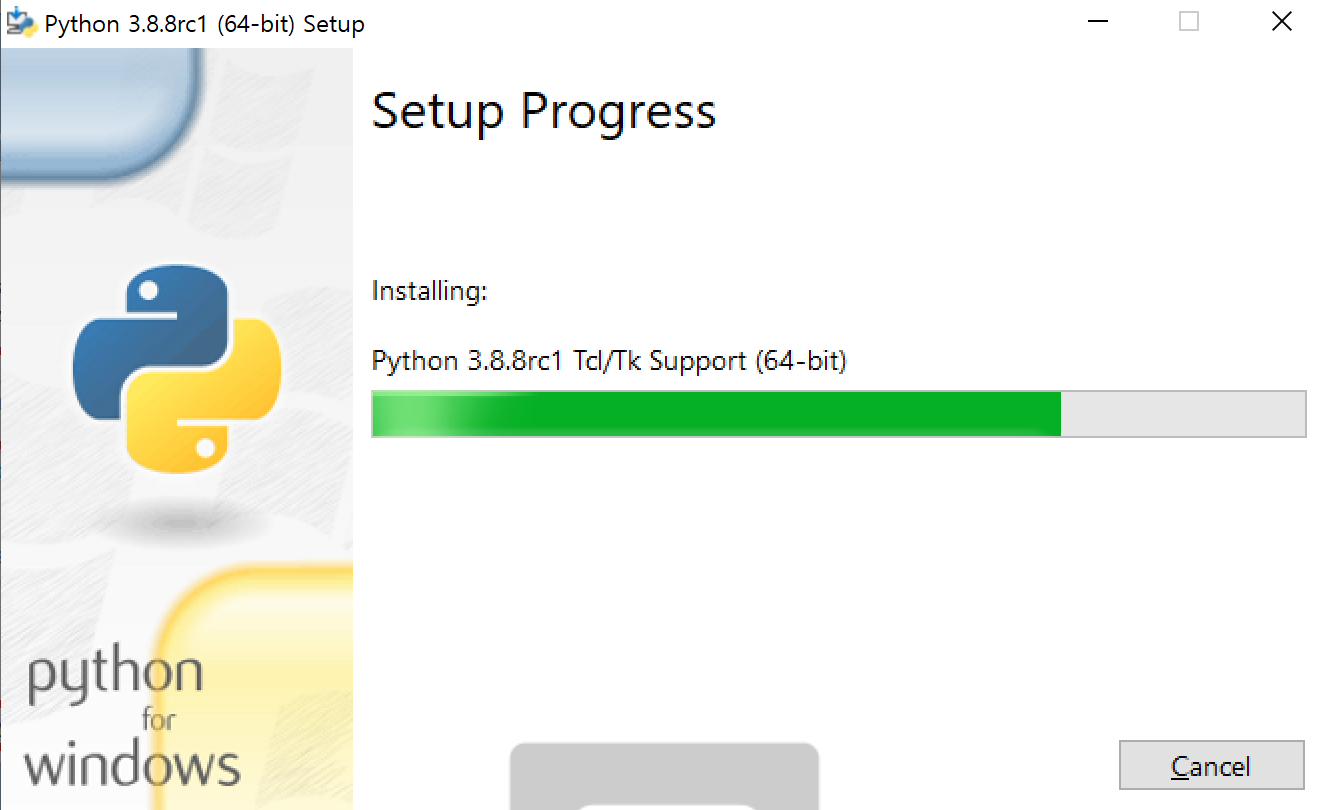 Python 3.8.8rc1 (64-bit) Setup
Setup Progress
Installing:
Python 3.8.8rc1 Tcl/Tk Support (64-bit)
python
for
windows
Cancel